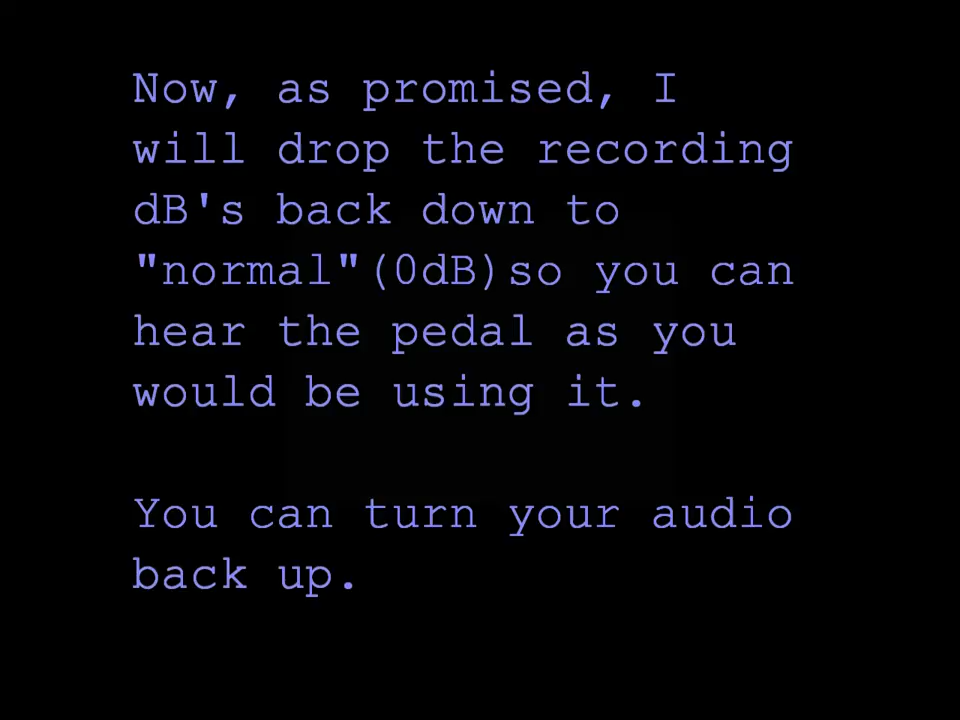 Now, as promised, I
will drop the recording
dB's back down to
"normal"(0dB)so you can
hear the pedal as you
would be using it.
You can turn your audio
back up.